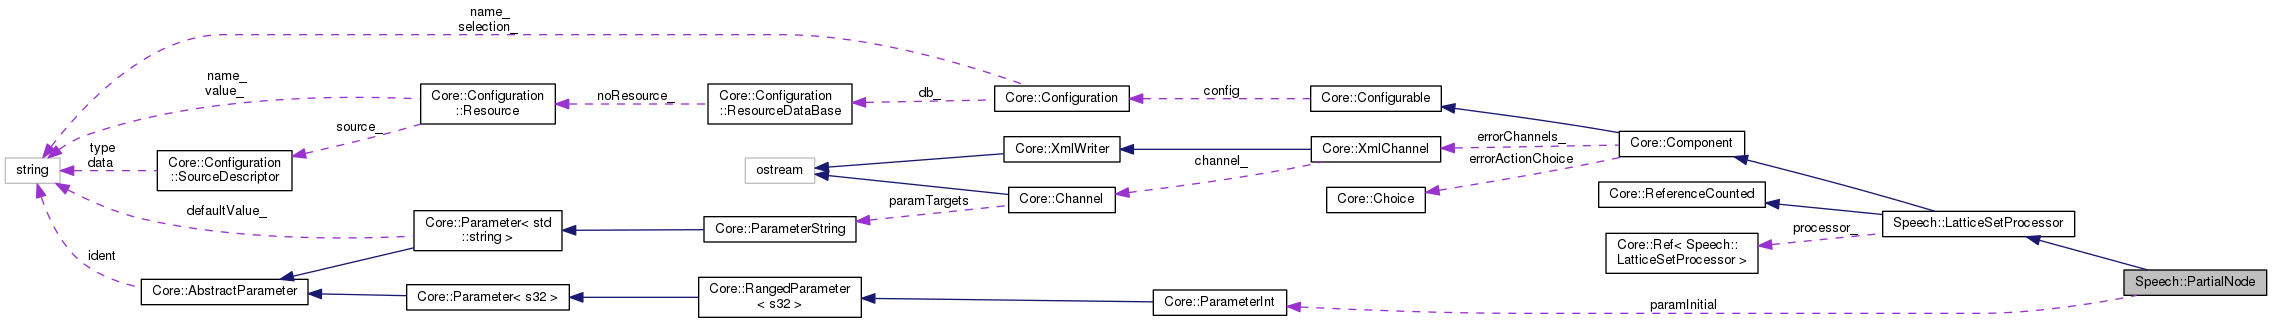 name_
selection_
name_
value_
Core::Configuration
::Resource
noResource_
Core::Configuration
::ResourceDataBase
db_
Core::Configuration
config
Core::Configurable
source_
type
data
Core::Configuration
::SourceDescriptor
string
Core::XmlWriter
ostream
Core::XmlChannel
errorChannels_
errorActionChoice
Core::Component
channel_
Core::Choice
Core::Channel
paramTargets
Core::ReferenceCounted
defaultValue_
Core::Parameter< std
::string >
Core::ParameterString
Speech::LatticeSetProcessor
processor_
Core::Ref< Speech::
LatticeSetProcessor >
ident
Core::AbstractParameter
Core::Parameter< s32 >
Core::RangedParameter
< s32 >
Core::ParameterInt
paramInitial
Speech::PartialNode